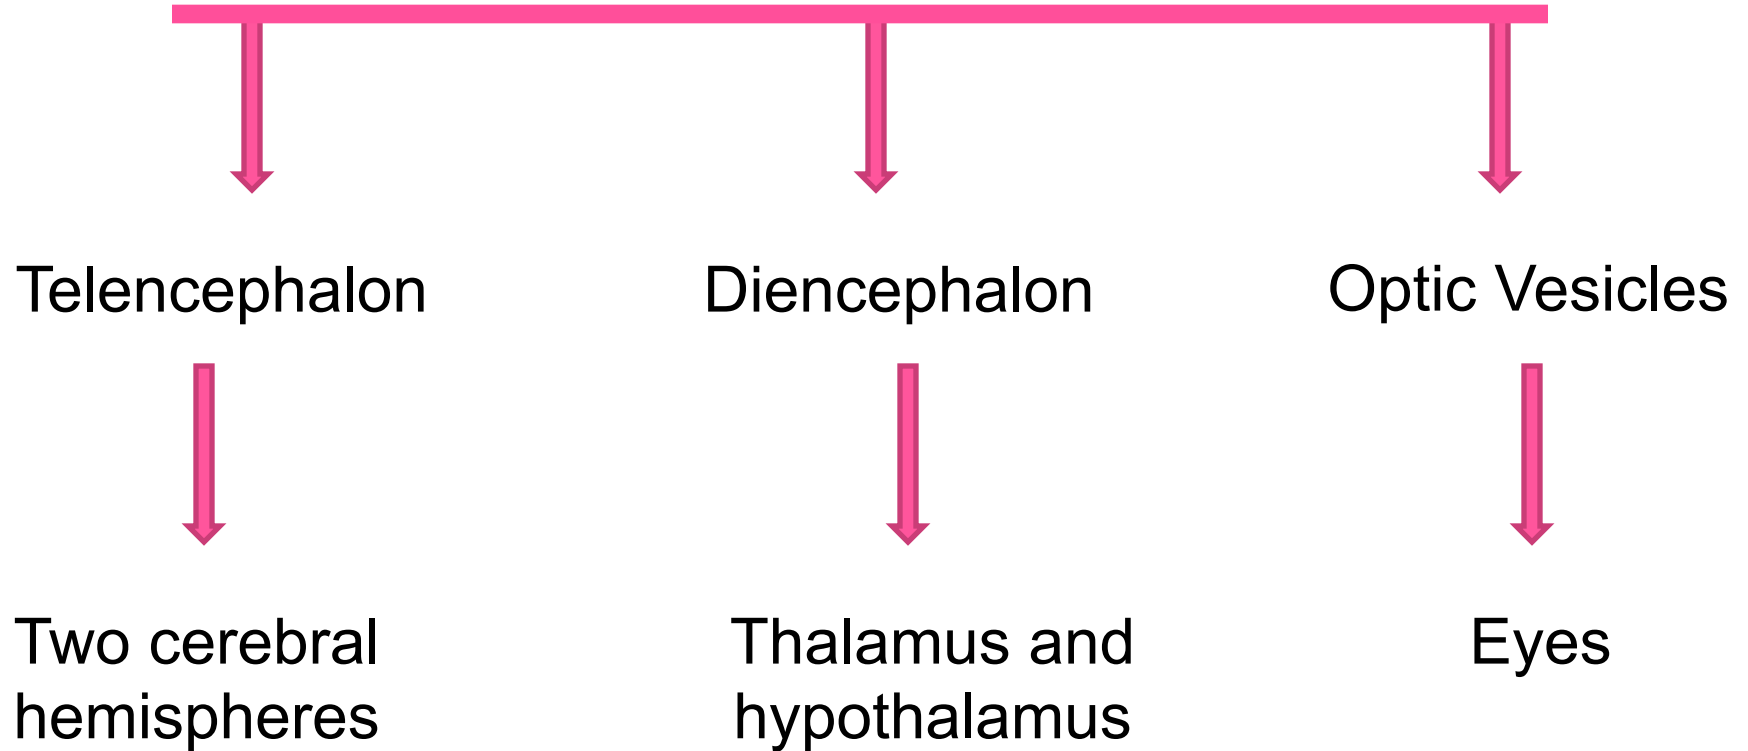 Telencephalon
Diencephalon
Optic Vesicles
Two cerebral
hemispheres
Thalamus and
hypothalamus
Eyes